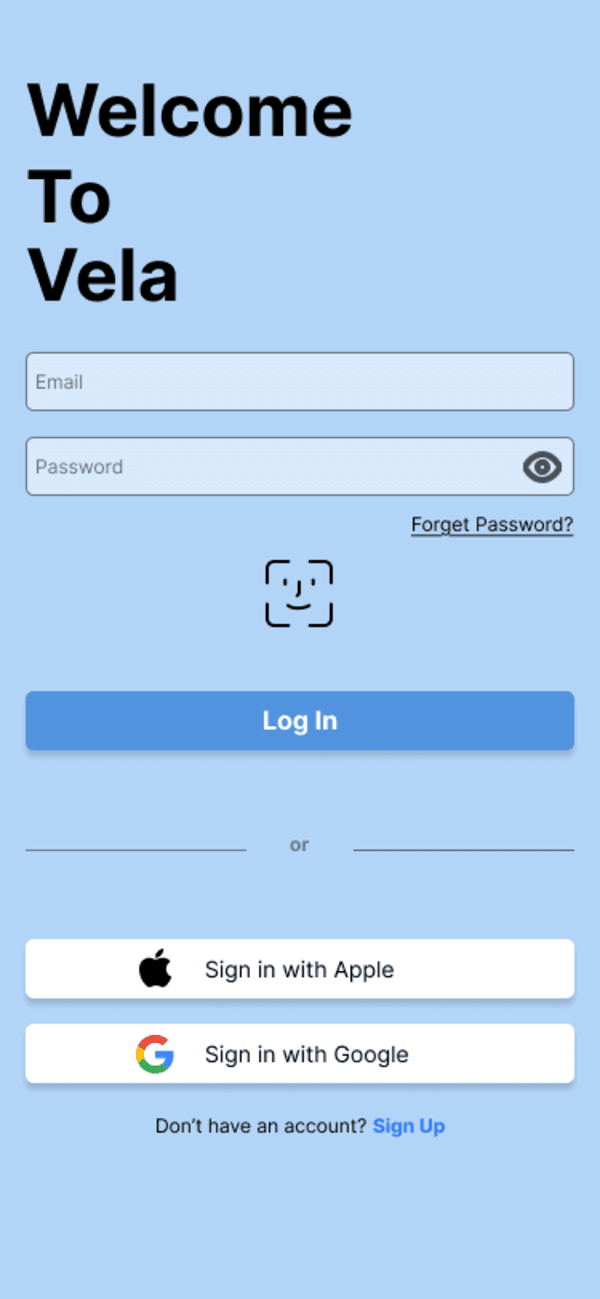 Welcome
To
Vela
Email
Password
Forget Password?
Log In
or
Sign in with Apple
Sign in with Google
Don’t have an account? Sign Up